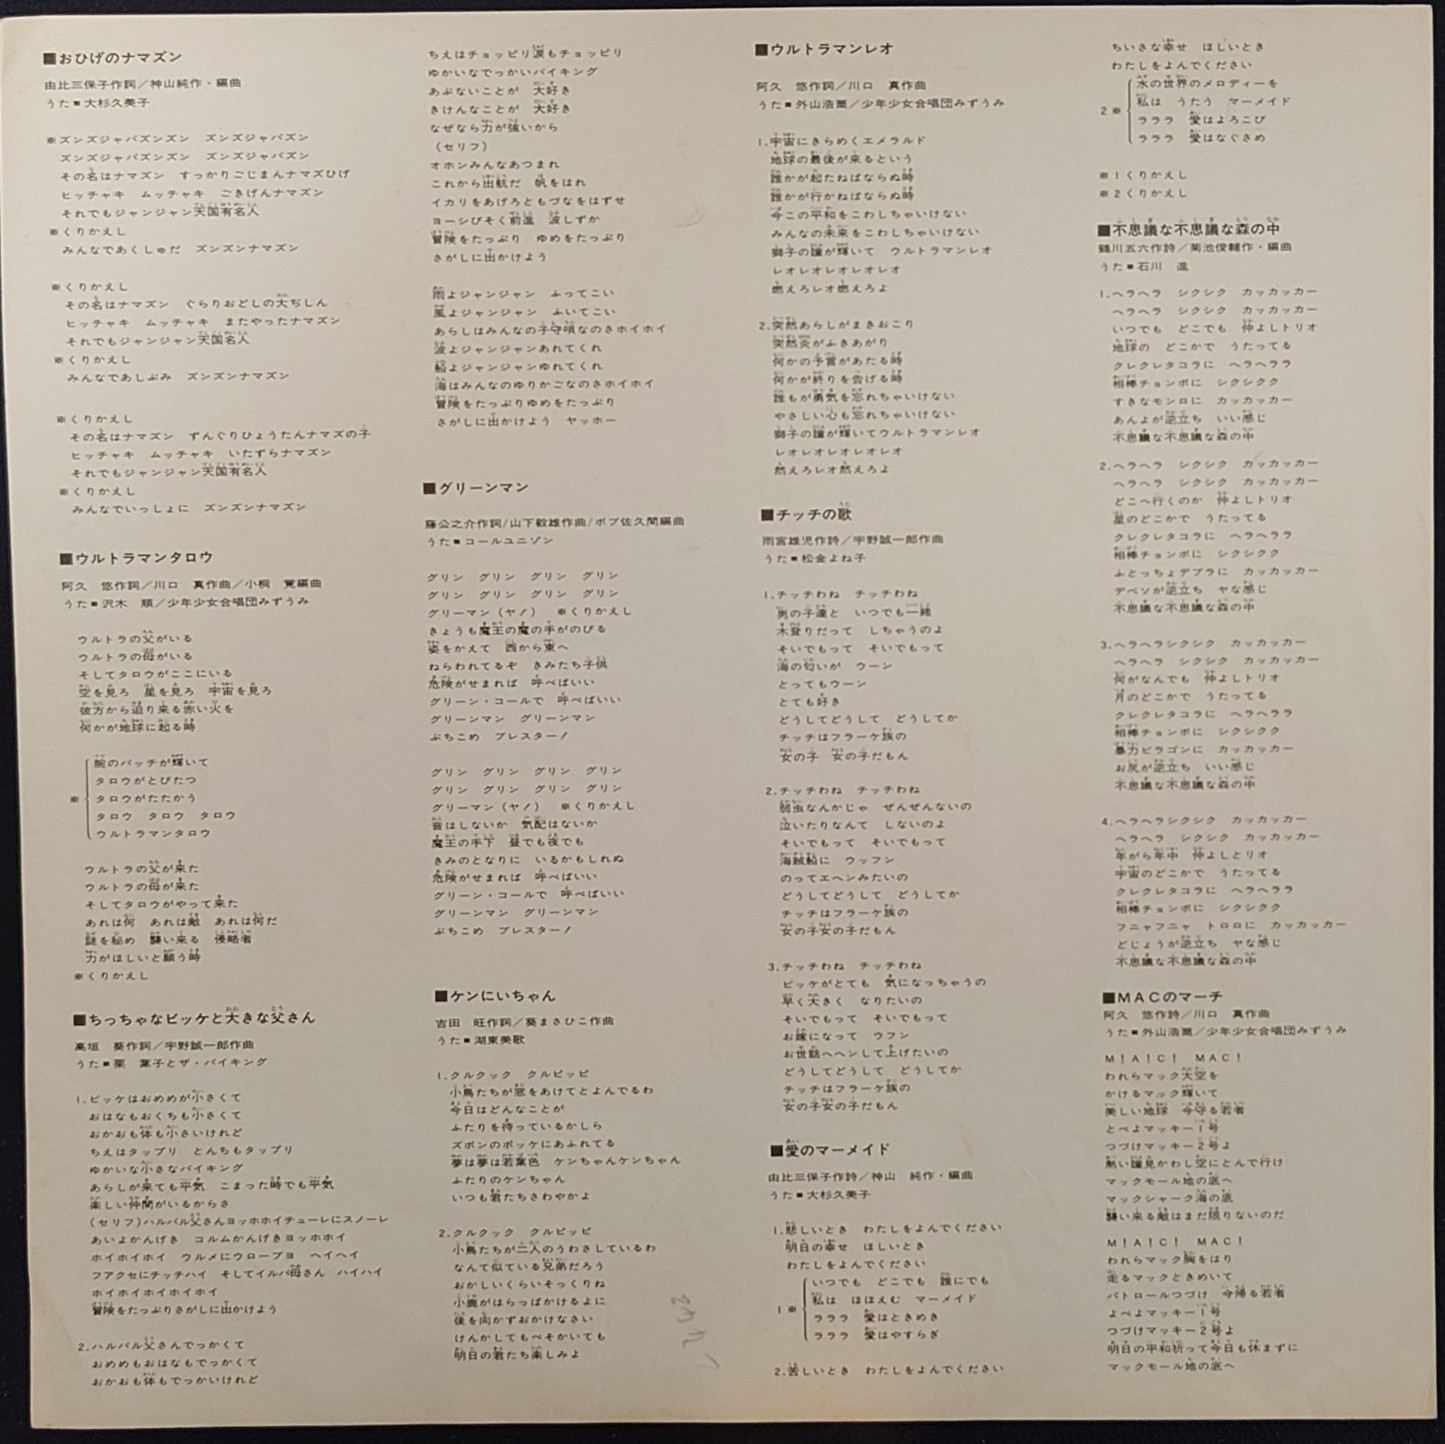 ■おひげのナマズン
由比三保子作詞／神山純作・編曲
うた■大杉久美子
※ズンズジャバズンズン　ズンズジャバズン
ズンズジャバズンズン　ズンズジャバズン
その名はナマズン　すっかりごじまんナマズひげ
ヒッチャキ　ムッチャキ　ごきげんナマズン
それでもジャンジャン天国有名人
※くりかえし
みんなであくしゅだ　ズンズンナマズン
※くりかえし
その名はナマズン　ぐらりおどしの大ぢしん
ヒッチャキ　ムッチャキ　またやったナマズン
それでもジャンジャン天国名人
※くりかえし
みんなであしぶみ　ズンズンナマズン
※くりかえし
その名はナマズン　ずんぐりひょうたんナマズの子
ヒッチャキ　ムッチャキ　いたずらナマズン
それでもジャンジャン天国有名人
※くりかえし
みんなでいっしょに　ズンズンナマズン
■ウルトラマンタロウ
阿久　悠作詞／川口　真作曲／小桐　覚編曲
うた■沢木　順／少年少女合唱団みずうみ
ウルトラの父がいる
ウルトラの母がいる
そしてタロウがここにいる
空を見ろ　星を見ろ　宇宙を見ろ
彼方から迫り来る赤い火を
何かが地球に起る時
腕のバッチが輝いて
タロウがとびたつ
※タロウがたたかう
タロウ　タロウ　タロウ
ウルトラマンタロウ
ウルトラの父が来た
ウルトラの母が来た
そしてタロウがやって来た
あれは何　あれは敵　あれは何だ
謎を秘め　襲い来る　侵略者
力がほしいと願う時
※くりかえし
■ちっちゃなビッケと大きな父さん
高垣　葵作詞／宇野誠一郎作曲
うた■栗　葉子とザ・バイキング
1.ビッケはおめめが小さくて
おはなもおくちも小さくて
おかおも体も小さいけれど
ちえはタップリ　とんちもタップリ
ゆかいな小さなバイキング
あらしが来ても平気　こまった時でも平気
楽しい仲間がいるからさ
（セリフ）ハルバル父さんヨッホホイチューレにスノーレ
あいよかんげき　コルムかんげきヨッホホイ
ホイホイホイ　ウルメにウローブヨ　ヘイヘイ
フアクセにチッチハイ　そしてイルバ母さん　ハイハイ
ホイホイホイホイホイ
冒険をたっぷりさがしに出かけよう
2.ハルバル父さんでっかくて
おめめもおはなもでっかくて
おかおも体もでっかいけれど
ちえはチョッピリ涙もチョッピリ
ゆかいなでっかいバイキング
あぶないことが　大好き
きけんなことが　大好き
なぜなら力が強いから
（セリフ）
オホンみんなあつまれ
これから出航だ　帆をはれ
イカリをあげろともづなをはずせ
ヨーシびそく前進　波しずか
冒険をたっぷり　ゆめをたっぷり
さがしに出かけよう
雨よジャンジャン　ふってこい
風よジャンジャン　ふいてこい
あらしはみんなの子守唄なのさホイホイ
波よジャンジャンあれてくれ
船よジャンジャンゆれてくれ
海はみんなのゆりかごなのさホイホイ
冒険をたっぷりゆめをたっぷり
さがしに出かけよう　ヤッホー
■グリーンマン
藤公之介作詞/山下毅雄作曲/ボブ佐久間編曲
うた■コールユニゾン
グリン　グリン　グリン　グリン
グリン　グリン　グリン　グリン
グリーマン（ヤノ）　※くりかえし
きょうも魔王の魔の手がのびる
姿をかえて　西から東へ
ねらわれてるぞ　きみたち子供
危険がせまれば　呼べばいい
グリーン・コールで　呼べばいい
グリーンマン　グリーンマン
ぶちこめ　ブレスター！
グリン　グリン　グリン　グリン
グリン　グリン　グリン　グリン
グリーマン（ヤノ）　※くりかえし
音はしないか　気配はないか
魔王の手下　昼でも夜でも
きみのとなりに　いるかもしれぬ
危険がせまれば　呼べばいい
グリーン・コールで　呼べばいい
グリーンマン　グリーンマン
ぶちこめ　ブレスター！
■ケンにいちゃん
吉田　旺作詞／葵まさひこ作曲
うた■湖東美歌
1.クルクック　クルピッピ
小鳥たちが窓をあけてとよんでるわ
今日はどんなことが
ふたりを待っているかしら
ズボンのポッケにあふれてる
夢は夢は若葉色　ケンちゃんケンちゃん
ふたりのケンちゃん
いつも君たちさわやかよ
2.クルクック　クルピッピ
小鳥たちが二人のうわさしているわ
なんて似ている兄弟だろう
おかしいくらいそっくりね
小鹿がはらっぱかけるよに
後を向かずおかけなさい
けんかしてもべそかいても
明日の君たち楽しみよ
■ウルトラマンレオ
阿久　悠作詞／川口　真作曲
うた■外山浩爾／少年少女合唱団みずうみ
1.宇宙にきらめくエメラルド
地球の最後が来るという
誰かが起たねばならぬ時
誰かが行かねばならぬ時
今この平和をこわしちゃいけない
みんなの未来をこわしちゃいけない
獅子の瞳が輝いて　ウルトラマンレオ
レオレオレオレオレオ
燃えろレオ燃えろよ
2.突然あらしがまきおこり
突然炎がふきあがり
何かの予言があたる時
何かが終りを告げる時
誰もが勇気を忘れちゃいけない
やさしい心も忘れちゃいけない
獅子の瞳が輝いてウルトラマンレオ
レオレオレオレオレオ
燃えろレオ燃えろよ
■チッチの歌
雨宮雄児作詩／宇野誠一郎作曲
うた■松金よね子
1.チッチわね　チッチわね
男の子達と　いつでも一緒
木登りだって　しちゃうのよ
そいでもって　そいでもって
海の匂いが　ウーン
とってもウーン
とても好き
どうしてどうして　どうしてか
チッチはフラーケ族の
女の子　女の子だもん
2.チッチわね　チッチわね
弱虫なんかじゃ　ぜんぜんないの
泣いたりなんて　しないのよ
そいでもって　そいでもって
海賊船に　ウッフン
のってエヘンみたいの
どうしてどうして　どうしてか
チッチはフラーケ族の
女の子女の子だもん
3.チッチわね　チッチわね
ビッケがとても　気になっちゃうの
早く大きく　なりたいの
そいでもって　そいでもって
お嫁になって　ウフン
お世話へヘンして上げたいの
どうしてどうして　どうしてか
チッチはフラーケ族の
女の子女の子だもん
■愛のマーメイド
由比三保子作詩／神山　純作・編曲
うた■大杉久美子
1.悲しいとき　わたしをよんでください
明日の幸せ　ほしいとき
わたしをよんでください
いつでも　どこでも　誰にでも
1※私は　ほほえむ　マーメイド
ラララ　愛はときめき
ラララ　愛はやすらぎ
2.苦しいとき　わたしをよんでください
ちいさな幸せ　ほしいとき
わたしをよんでください
水の世界のメロディーを
2※私は　うたう　マーメイド
ラララ　愛はよろこび
ラララ　愛はなぐさめ
※1くりかえし
※2くりかえし
■不思議な不思議な森の中
鶴川五六作詩／菊池俊輔作・編曲
うた■石川　進
1.ヘラヘラ　シクシク　カッカッカー
ヘラヘラ　シクシク　カッカッカー
いつでも　どこでも　仲よしトリオ
地球の　どこかで　うたってる
クレクレタコラに　ヘラヘララ
相棒チョンボに　シクシクク
すきなモンロに　カッカッカー
あんよが逆立ち　いい感じ
不思議な不思議な森の中
2.ヘラヘラ　シクシク　カッカッカー
ヘラヘラ　シクシク　カッカッカー
どこへ行くのか　仲よしトリオ
星のどこかで　うたってる
クレクレタコラに　ヘラヘララ
相棒チョンボに　シクシクク
ふとっちょデブラに　カッカッカー
デベソが逆立ち　ヤな感じ
不思議な不思議な森の中
3.ヘラヘラシクシク　カッカッカー
ヘラヘラ　シクシク　カッカッカー
何がなんでも　仲よしトリオ
月のどこかで　うたってる
クレクレタコラに　ヘラヘララ
相棒チョンボに　シクシクク
暴力ビラゴンに　カッカッカー
お尻が逆立ち　いい感じ
不思議な不思議な森の中
4.ヘラヘラシクシク　カッカッカー
ヘラヘラ　シクシク　カッカッカー
年がら年中　仲よしとリオ
宇宙のどこかで　うたってる
クレクレタコラに　ヘラヘララ
相棒チョンボに　シクシクク
フニャフニャ　トロロに　カッカッカー
どじょうが逆立ち　ヤな感じ
不思議な不思議な森の中
■ＭＡＣのマーチ
阿久　悠作詞／川口　真作曲
うた■外山浩爾／少年少女合唱団みずうみ
Ｍ！Ａ！Ｃ！　ＭＡＣ！
われらマック大空を
かけるマック輝いて
美しい地球　今守る若者
とべよマッキー1号
つづけマッキー2号よ
熱い瞳見かわし空にとんで行け
マックモール地の底へ
マックシャーク海の底
襲い来る敵はまだ限りないのだ
Ｍ！Ａ！Ｃ！　ＭＡＣ！
われらマック胸をはり
走るマックときめいて
パトロールつづけ　今帰る若者
よべよマッキー1号
つづけマッキー2号よ
明日の平和祈って今日も休まずに
マックモール地の底へ